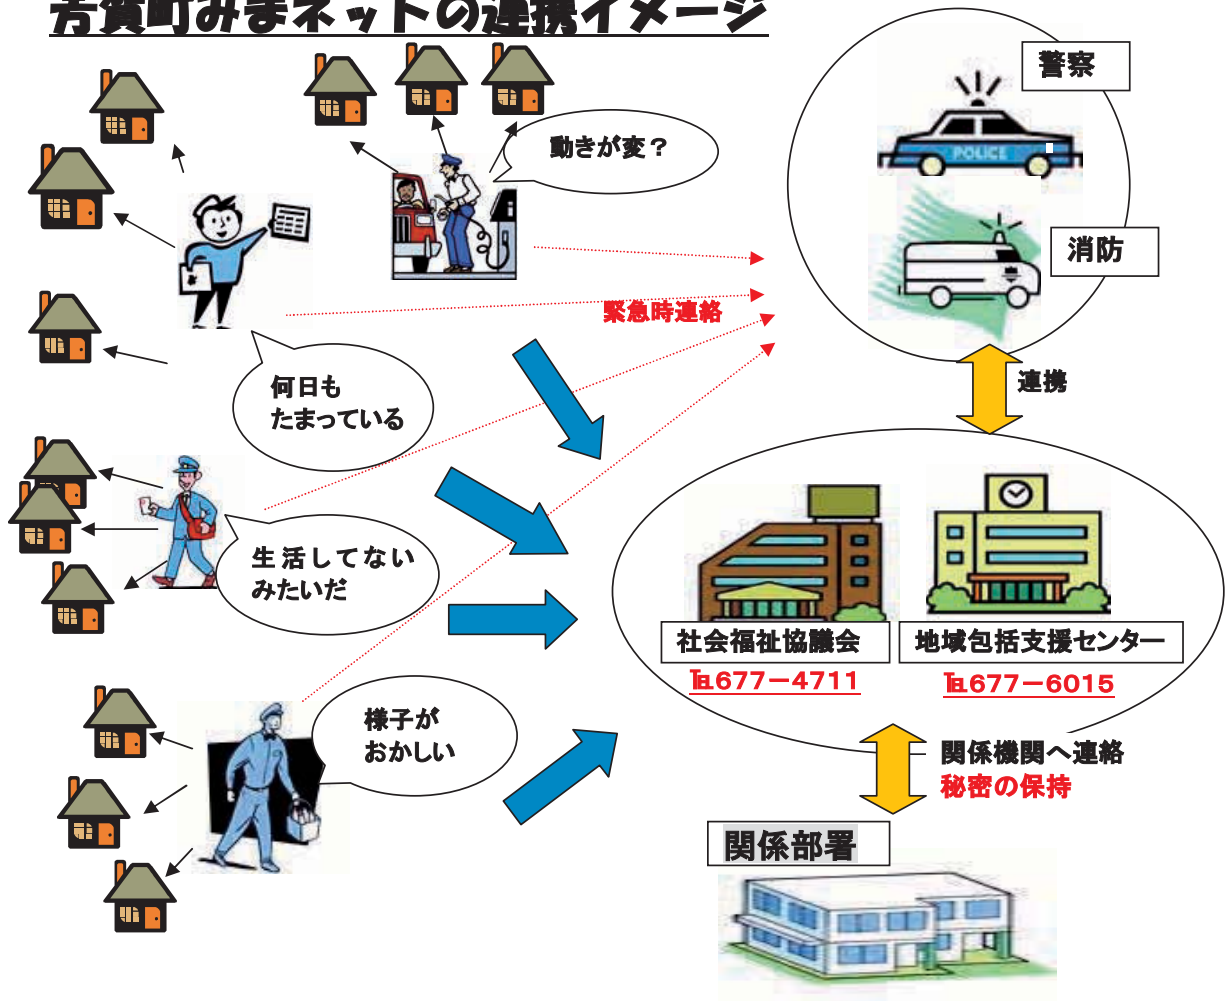 芳賀町みまネットの連携イメージ
警察
動きが変？
POLICE
消防
緊急時連絡
何日も
たまっている
連携
生活してない
みたいだ
社会福祉協議会
地域包括支援センター
℡677－4711
℡677－6015
様子が
おかしい
関係機関へ連絡
秘密の保持
関係部署